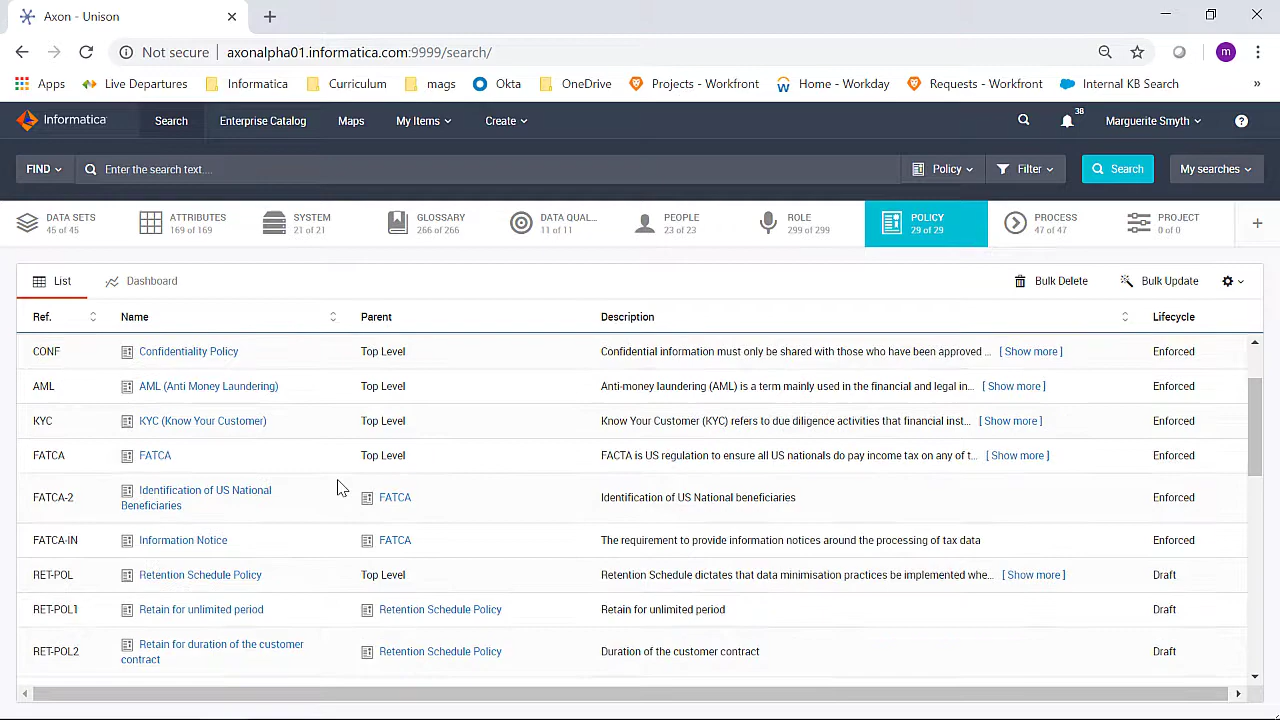 Axon - Unison
Not secure axonalpha01.informatica.com:9999/search/ m
Apps Live Departures Informatica Curriculum mags Okta OneDrive Projects - Workfront Home - Workday Requests - Workfront Internal KB Search »
Informatica Search Enterprise Catalog Maps My Items Create 38 Marguerite Smyth ?
FIND Enter the search text.... Policy Filter Search My searches
DATA SETS ATTRIBUTES SYSTEM GLOSSARY DATA QUAL... PEOPLE ROLE POLICY PROCESS PROJECT
45 of 45 169 of 169 21 of 21 266 of 266 11 of 11 23 of 23 299 of 299 29 of 29 47 of 47 0 of 0
List Dashboard Bulk Delete Bulk Update
Ref. Name Parent Description Lifecycle
CONF Confidentiality Policy Top Level Confidential information must only be shared with those who have been approved ... [ Show more ] Enforced
AML AML (Anti Money Laundering) Top Level Anti-money laundering (AML) is a term mainly used in the financial and legal in... [ Show more ] Enforced
KYC KYC (Know Your Customer) Top Level Know Your Customer (KYC) refers to due diligence activities that financial inst... [ Show more ] Enforced
FATCA FATCA Top Level FACTA is US regulation to ensure all US nationals do pay income tax on any of t... [ Show more ] Enforced
FATCA-2 Identification of US National
Beneficiaries FATCA Identification of US National beneficiaries Enforced
FATCA-IN Information Notice FATCA The requirement to provide information notices around the processing of tax data Enforced
RET-POL Retention Schedule Policy Top Level Retention Schedule dictates that data minimisation practices be implemented whe... [ Show more ] Draft
RET-POL1 Retain for unlimited period Retention Schedule Policy Retain for unlimited period Draft
RET-POL2 Retain for duration of the customer
contract Retention Schedule Policy Duration of the customer contract Draft